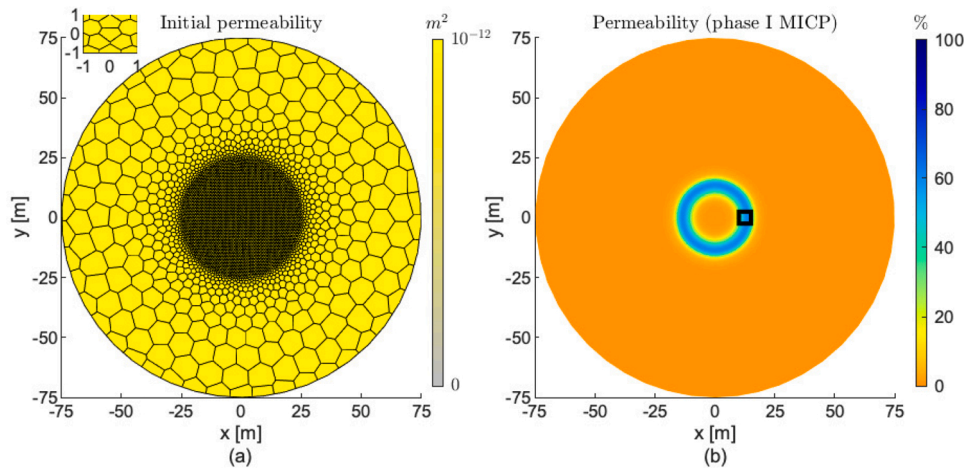 Initial permeability
m²
10⁻¹²
0
1
0
-1
-1 0 1
75
50
25
0
-25
-50
-75
-75 -50 -25 0 25 50 75
y [m]
x [m]
(a)
Permeability (phase I MICP)
%
100
80
60
40
20
0
75
50
25
0
-25
-50
-75
-75 -50 -25 0 25 50 75
y [m]
x [m]
(b)